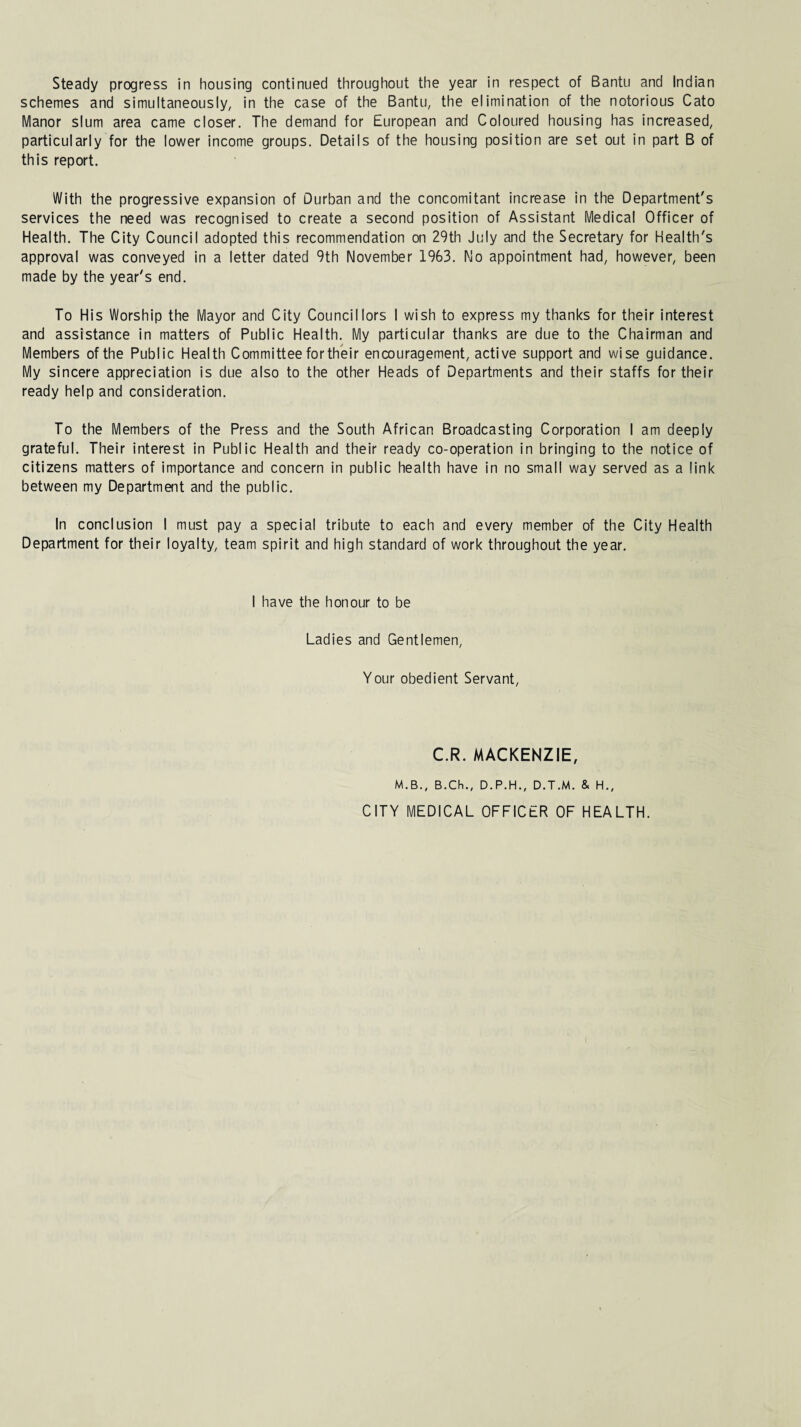 Steady progress in housing continued throughout the year in respect of Bantu and Indian
schemes and simultaneously, in the case of the Bantu, the elimination of the notorious Cato
Manor slum area came closer. The demand for European and Coloured housing has increased,
particularly for the lower income groups. Details of the housing position are set out in part B of
this report.
With the progressive expansion of Durban and the concomitant increase in the Department's
services the need was recognised to create a second position of Assistant Medical Officer of
Health. The City Council adopted this recommendation on 29th July and the Secretary for Health's
approval was conveyed in a letter dated 9th November 1963. No appointment had, however, been
made by the year's end.
To His Worship the Mayor and City Councillors I wish to express my thanks for their interest
and assistance in matters of Public Health. My particular thanks are due to the Chairman and
Members of the Public Health Committee for their encouragement, active support and wise guidance.
My sincere appreciation is due also to the other Heads of Departments and their staffs for their
ready help and consideration.
To the Members of the Press and the South African Broadcasting Corporation I am deeply
grateful. Their interest in Public Health and their ready co-operation in bringing to the notice of
citizens matters of importance and concern in public health have in no small way served as a link
between my Department and the public.
In conclusion I must pay a special tribute to each and every member of the City Health
Department for their loyalty, team spirit and high standard of work throughout the year.
I have the honour to be
Ladies and Gentlemen,
Your obedient Servant,
C.R. MACKENZIE,
M.B., B.Ch., D.P.H., D.T.M. & H.,
CITY MEDICAL OFFICER OF HEALTH.